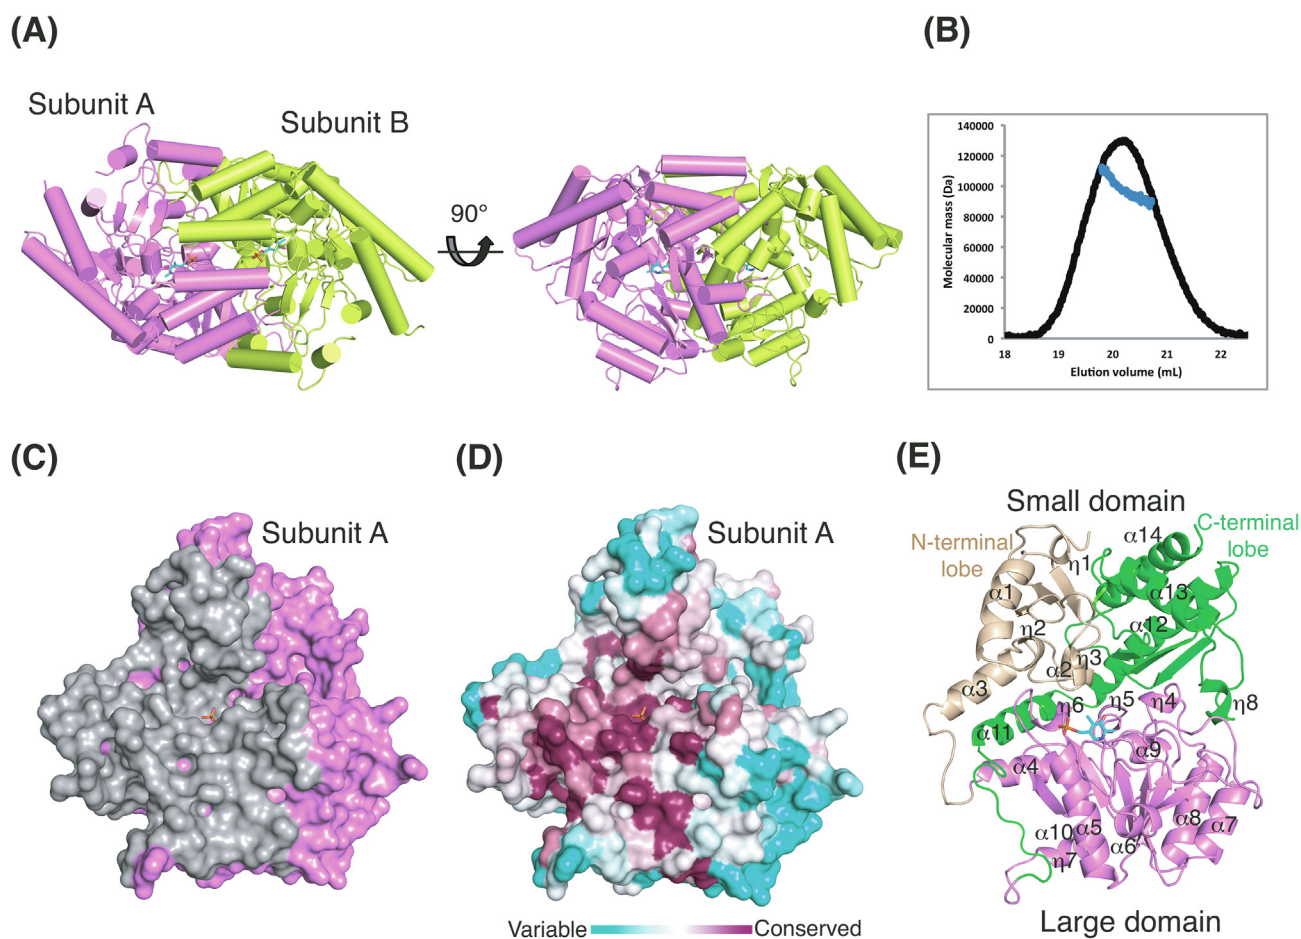 (A)
Subunit A
Subunit B
90°
(B)
140000
120000
100000
80000
60000
40000
20000
0
Molecular mass (Da)
18
19
20
21
22
Elution volume (mL)
(C)
Subunit A
(D)
Subunit A
Variable
Conserved
(E)
Small domain
N-terminal
lobe
C-terminal
lobe
α14
η1
α1
α13
η2
α12
α2
η3
α3
η6
η5
η4
η8
α11
α9
α4
α10
α5
α8
α7
α6
η7
Large domain